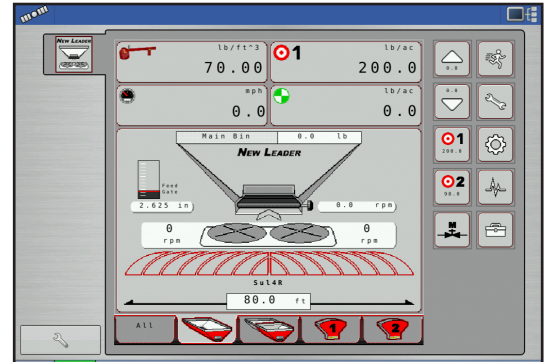 New Leader
lb/ft^3
70.00
1
lb/ac
200.0
mph
0.0
lb/ac
0.0
0.0
0.0
1
200.0
2
90.0
M
Main Bin 0.0 lb
New Leader
Feed
Gate
2.625 in
0.0 rpm
0
rpm
0
rpm
Sul4R
80.0 ft
All
1
2